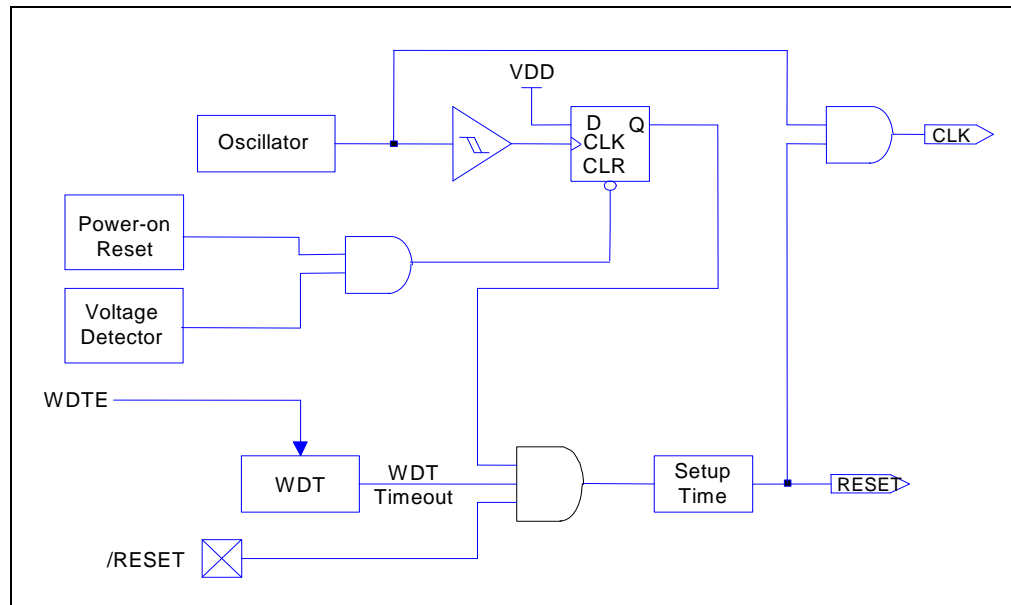 VDD
Oscillator
D Q
CLK
CLR
CLK
Power-on
Reset
Voltage
Detector
WDTE
WDT
WDT
Timeout
Setup
Time
RESET
/RESET